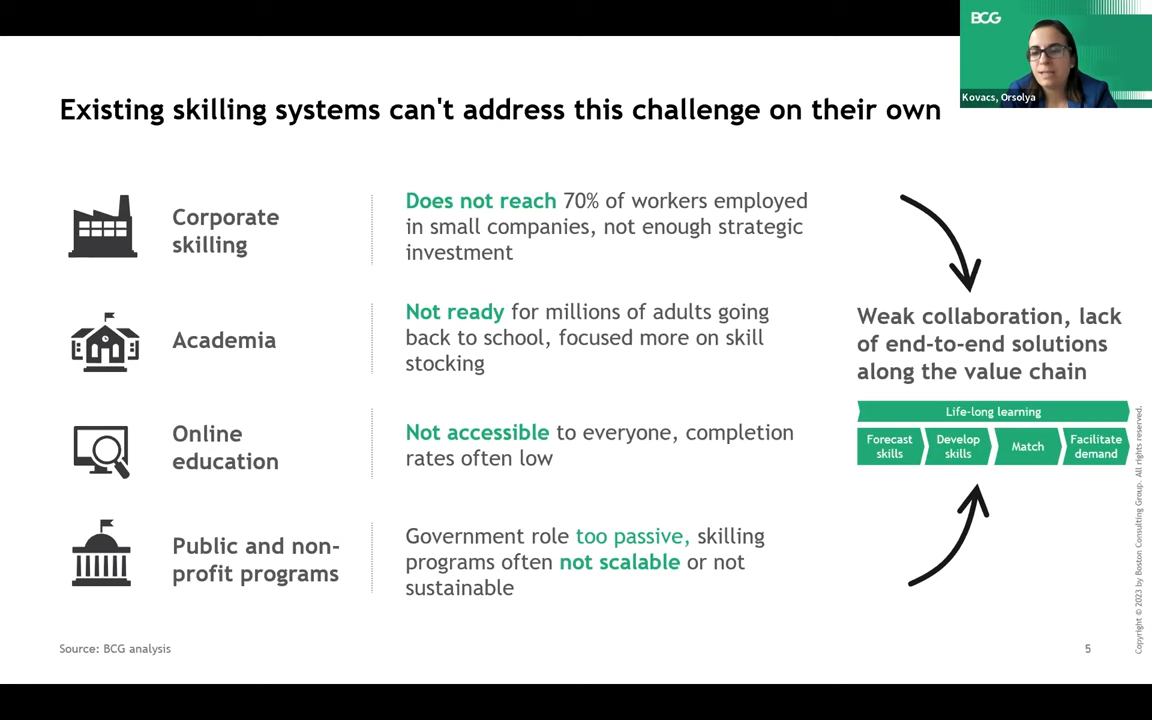 BCG
Kovacs, Orsolya
Existing skilling systems can't address this challenge on their own
Corporate
skilling
Does not reach 70% of workers employed
in small companies, not enough strategic
investment
Academia
Not ready for millions of adults going
back to school, focused more on skill
stocking
Online
education
Not accessible to everyone, completion
rates often low
Public and non-
profit programs
Government role too passive, skilling
programs often not scalable or not
sustainable
Weak collaboration, lack
of end-to-end solutions
along the value chain
Life-long learning
Forecast
skills
Develop
skills
Match
Facilitate
demand
Source: BCG analysis
5
Copyright © 2023 by Boston Consulting Group. All rights reserved.